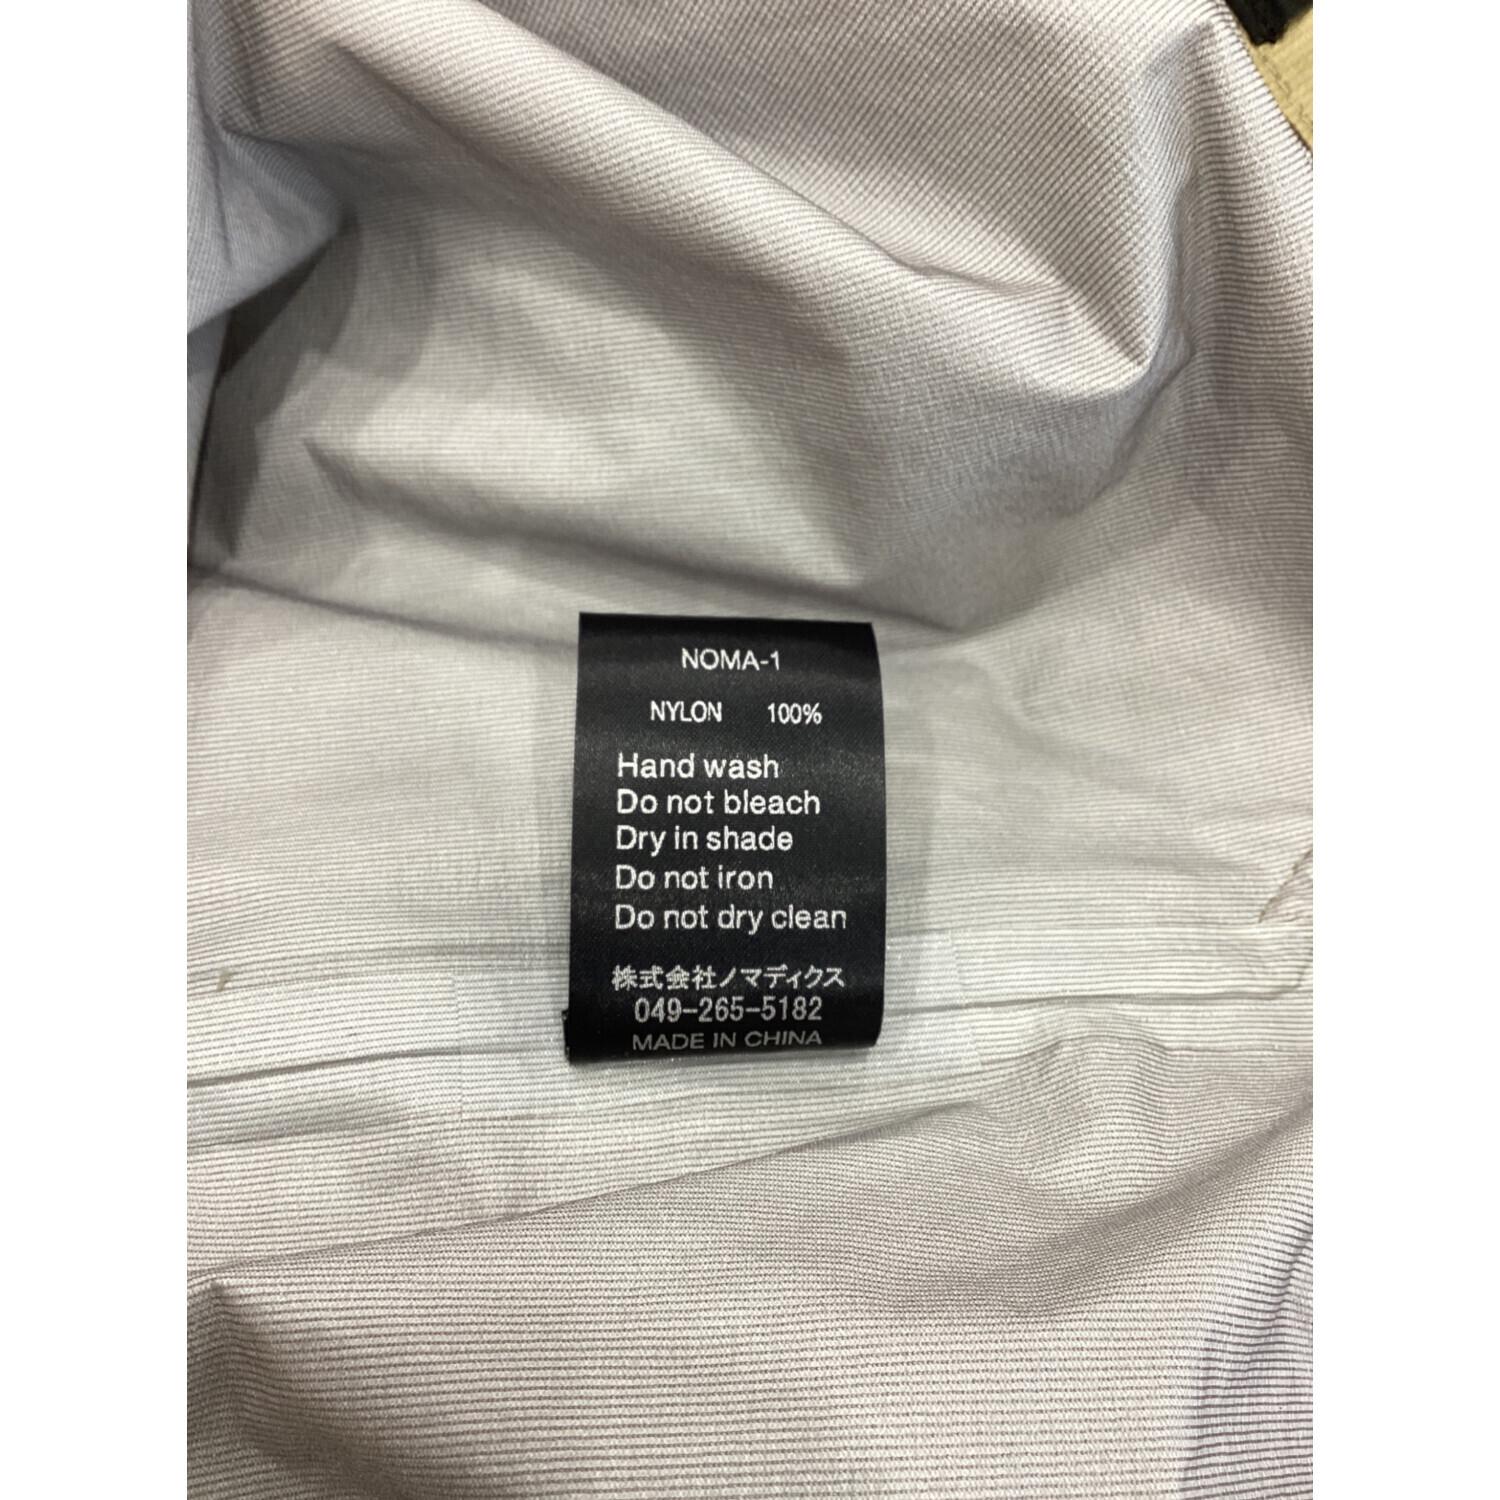 NOMA-1
NYLON 100%
Hand wash
Do not bleach
Dry in shade
Do not iron
Do not dry clean
株式会社ノマディクス
049-265-5182
MADE IN CHINA